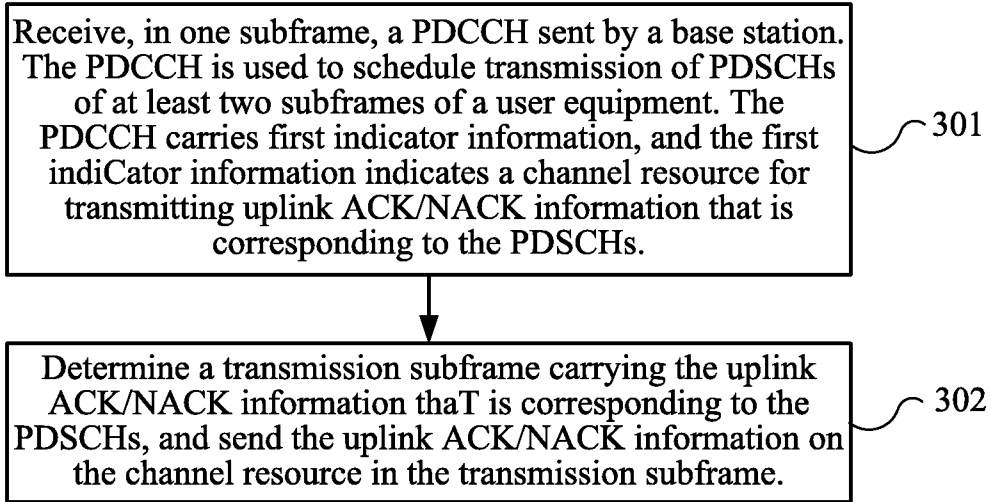 Receive, in one subframe, a PDCCH sent by a base station.
The PDCCH is used to schedule transmission of PDSCHs
of at least two subframes of a user equipment. The
PDCCH carries first indicator information, and the first
indiCator information indicates a channel resource for
transmitting uplink ACK/NACK information that is
corresponding to the PDSCHs.
301
Determine a transmission subframe carrying the uplink
ACK/NACK information thaT is corresponding to the
PDSCHs, and send the uplink ACK/NACK information on
the channel resource in the transmission subframe.
302